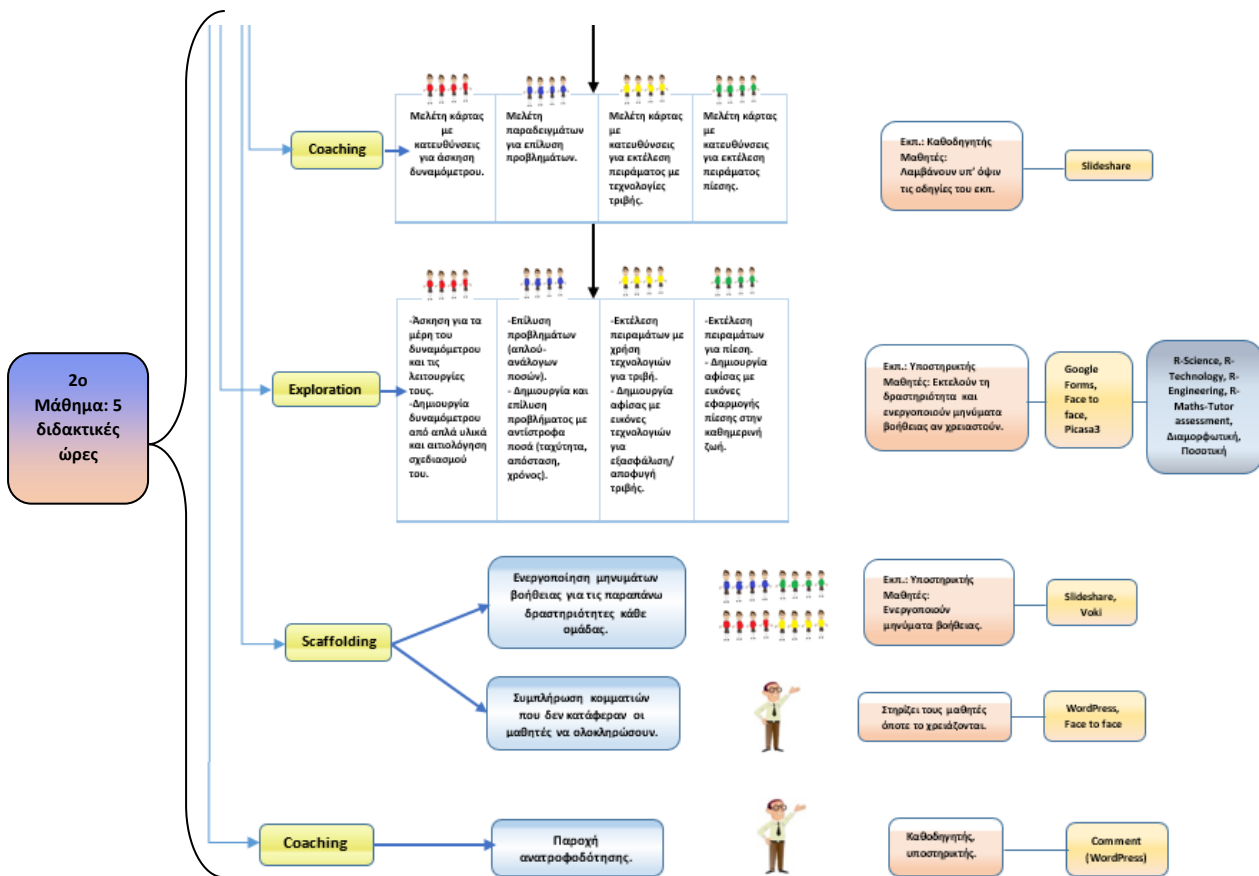 2ο
Μάθημα: 5
διδακτικές
ώρες
Coaching
Μελέτη κάρτας
με
κατευθύνσεις
για άσκηση
δυναμόμετρου.
Μελέτη
παραδειγμάτων
για επίλυση
προβλημάτων.
Μελέτη κάρτας
με
κατευθύνσεις
για εκτέλεση
πειράματος με
τεχνολογίες
τριβής.
Μελέτη κάρτας
με
κατευθύνσεις
για εκτέλεση
πειράματος
πίεσης.
Εκπ.: Καθοδηγητής
Μαθητές:
Λαμβάνουν υπ' όψιν
τις οδηγίες του εκπ.
Slideshare
Exploration
-Άσκηση για τα
μέρη του
δυναμόμετρου
και τις
λειτουργίες
τους.
-Δημιουργία
δυναμόμετρου
από απλά υλικά
και αιτιολόγηση
σχεδιασμού
του.
-Επίλυση
προβλημάτων
(απλού-
ανάλογων
ποσών).
- Δημιουργία και
επίλυση
προβλήματος με
αντίστροφα
ποσά (ταχύτητα,
απόσταση,
χρόνος).
-Εκτέλεση
πειραμάτων με
χρήση
τεχνολογιών
για τριβή.
- Δημιουργία
αφίσας με
εικόνες
τεχνολογιών
για
εξασφάλιση/
αποφυγή
τριβής.
-Εκτέλεση
πειραμάτων
για πίεση.
- Δημιουργία
αφίσας με
εικόνες
εφαρμογής
πίεσης στην
καθημερινή
ζωή.
Εκπ.: Υποστηρικτής
Μαθητές: Εκτελούν τη
δραστηριότητα και
ενεργοποιούν μηνύματα
βοήθειας αν χρειαστούν.
Google
Forms,
Face to
face,
Picasa3
R-Science, R-
Technology, R-
Engineering, R-
Maths-Tutor
assessment,
Διαμορφωτική,
Ποσοτική
Scaffolding
Ενεργοποίηση μηνυμάτων
βοήθειας για τις παραπάνω
δραστηριότητες κάθε
ομάδας.
Εκπ.: Υποστηρικτής
Μαθητές:
Ενεργοποιούν
μηνύματα βοήθειας.
Slideshare,
Voki
Συμπλήρωση κομματιών
που δεν κατάφεραν οι
μαθητές να ολοκληρώσουν.
Στηρίζει τους μαθητές
όποτε το χρειάζονται.
WordPress,
Face to face
Coaching
Παροχή
ανατροφοδότησης.
Καθοδηγητής,
υποστηρικτής.
Comment
(WordPress)